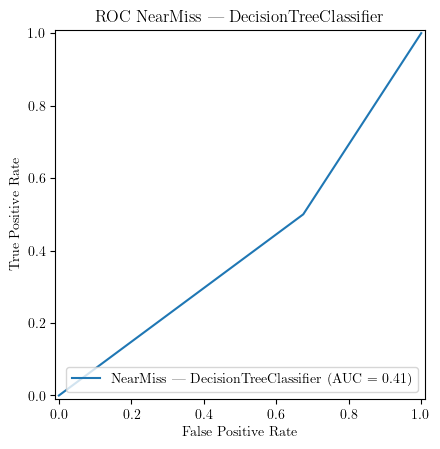 ROC NearMiss — DecisionTreeClassifier
1.0
0.8
0.6
0.4
0.2
0.0
True Positive Rate
NearMiss — DecisionTreeClassifier (AUC = 0.41)
0.0 0.2 0.4 0.6 0.8 1.0
False Positive Rate